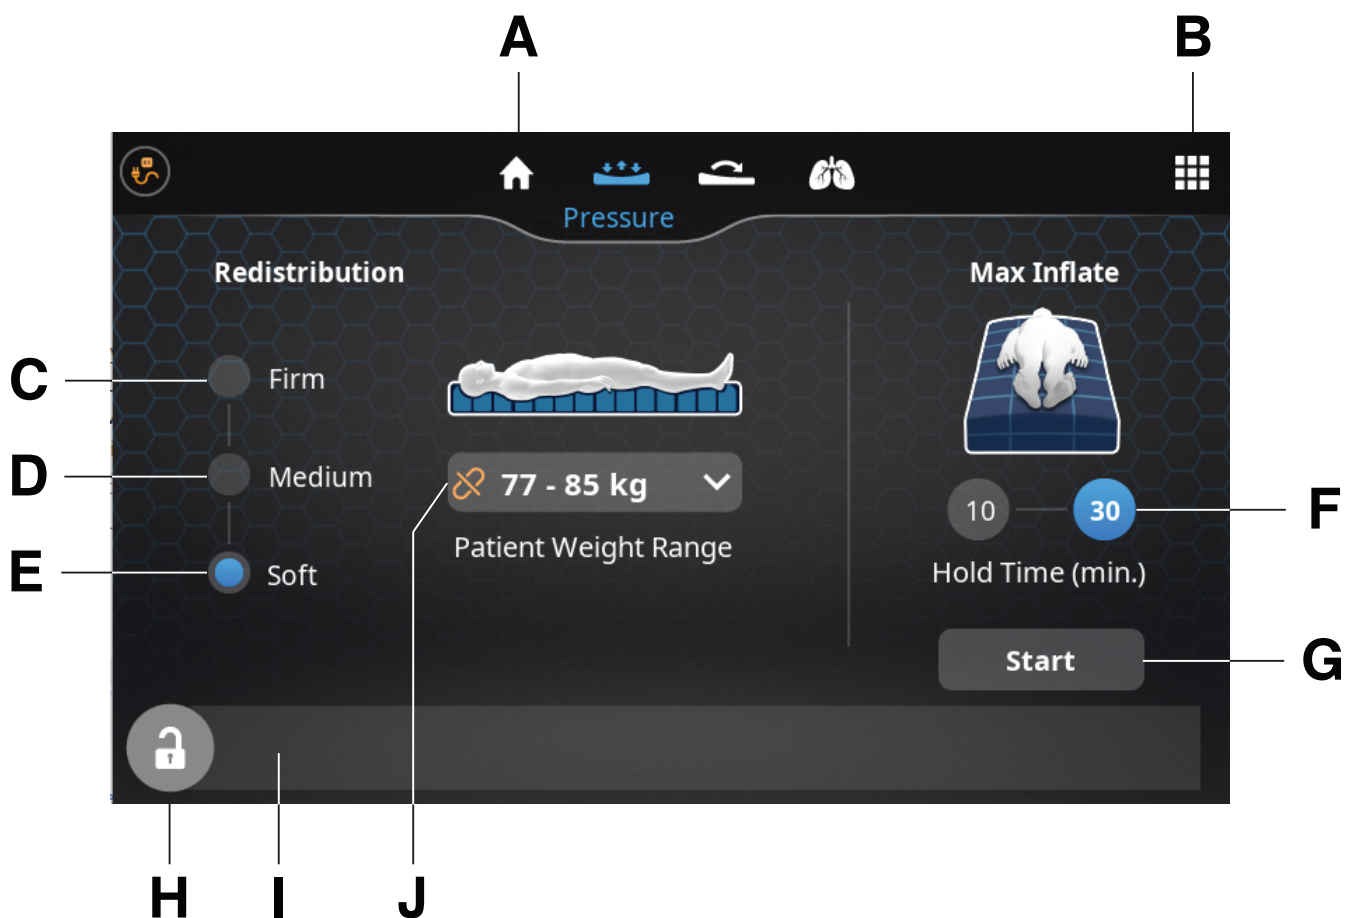 A
B
Pressure
Redistribution
Max Inflate
C
Firm
D
Medium
77 - 85 kg
10
30
F
Patient Weight Range
E
Soft
Hold Time (min.)
Start
G
H
I
J